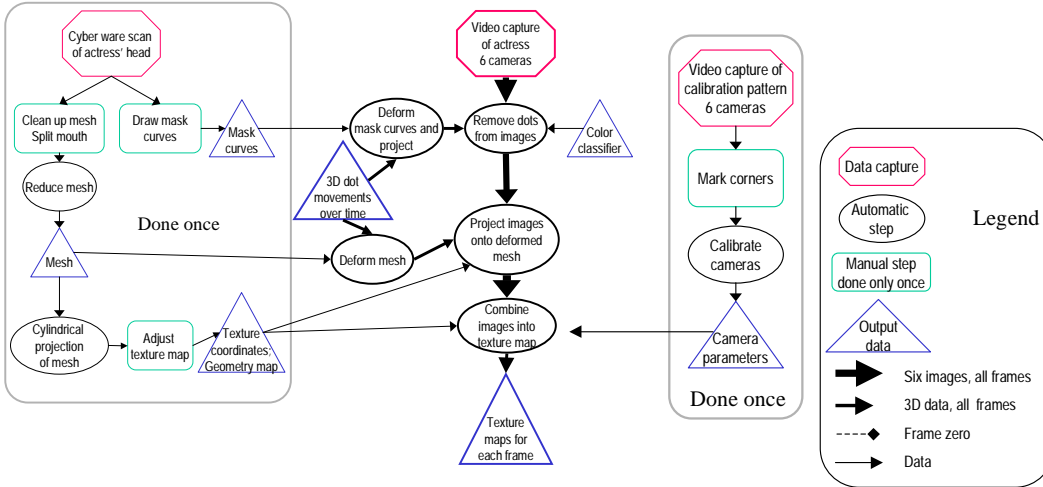 Cyber ware scan
of actress' head
Clean up mesh
Split mouth
Draw mask
curves
Mask
curves
Reduce mesh
Done once
Mesh
Cylindrical
projection
of mesh
Adjust
texture map
Texture
coordinates;
Geometry map
Video capture
of actress
6 cameras
Deform
mask curves and
project
Remove dots
from images
Color
classifier
3D dot
movements
over time
Deform mesh
Project images
onto deformed
mesh
Combine
images into
texture map
Texture
maps for
each frame
Video capture of
calibration pattern
6 cameras
Mark corners
Calibrate
cameras
Camera
parameters
Done once
Legend
Data capture
Automatic
step
Manual step
done only once
Output
data
Six images, all frames
3D data, all frames
Frame zero
Data